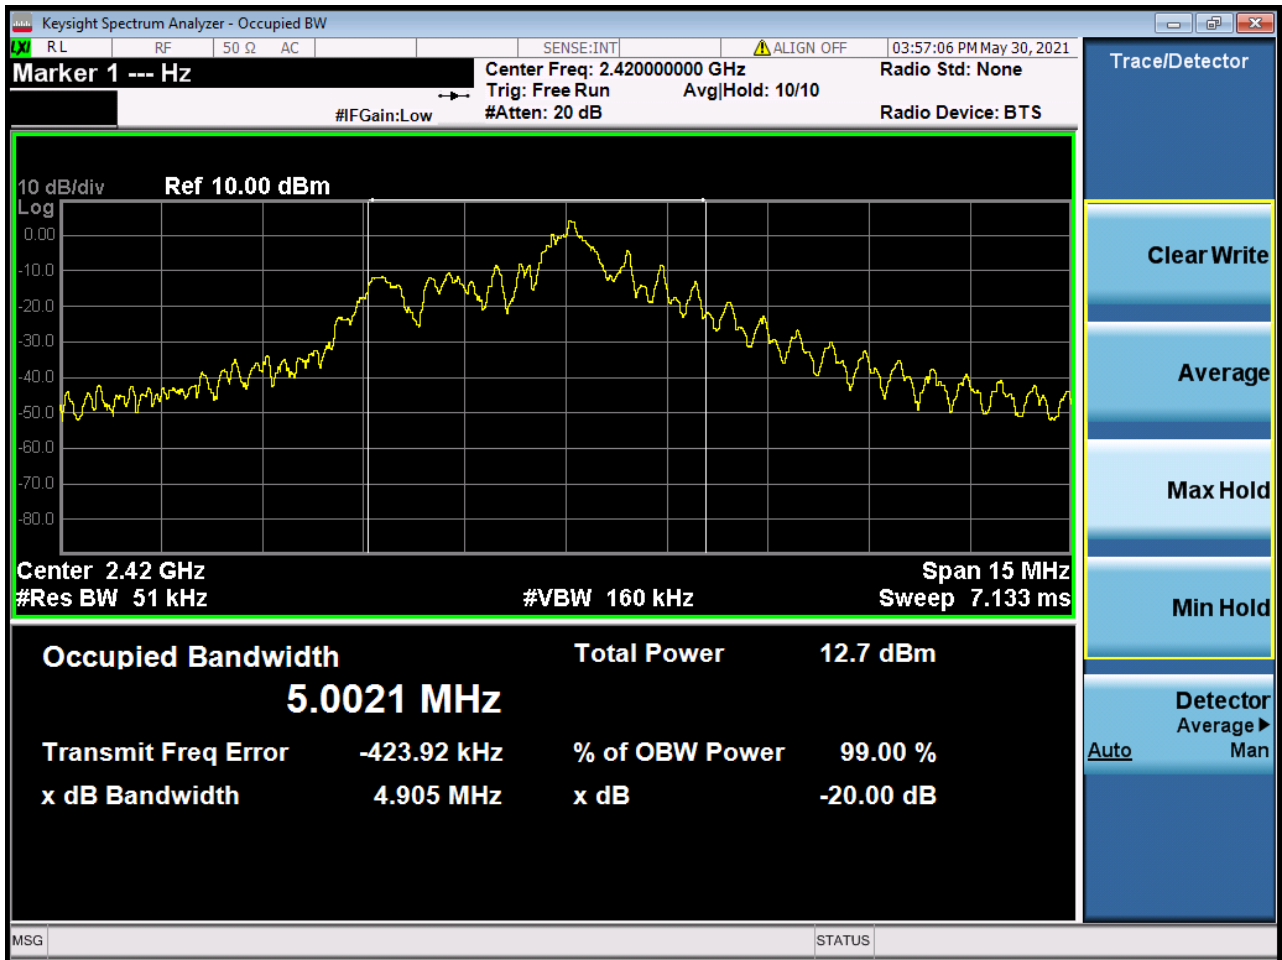 Keysight Spectrum Analyzer - Occupied BW
LXI RL RF 50 Ω AC SENSE:INT ALIGN OFF 03:57:06 PM May 30, 2021
Marker 1 --- Hz
Center Freq: 2.420000000 GHz Radio Std: None
Trig: Free Run Avg|Hold: 10/10
#IFGain:Low #Atten: 20 dB Radio Device: BTS
10 dB/div Ref 10.00 dBm
Log
0.00
-10.0
-20.0
-30.0
-40.0
-50.0
-60.0
-70.0
-80.0
Center 2.42 GHz Span 15 MHz
#Res BW 51 kHz #VBW 160 kHz Sweep 7.133 ms
Occupied Bandwidth Total Power 12.7 dBm
5.0021 MHz
Transmit Freq Error -423.92 kHz % of OBW Power 99.00 %
x dB Bandwidth 4.905 MHz x dB -20.00 dB
Trace/Detector
Clear Write
Average
Max Hold
Min Hold
Detector
Average▶
Auto Man
MSG STATUS